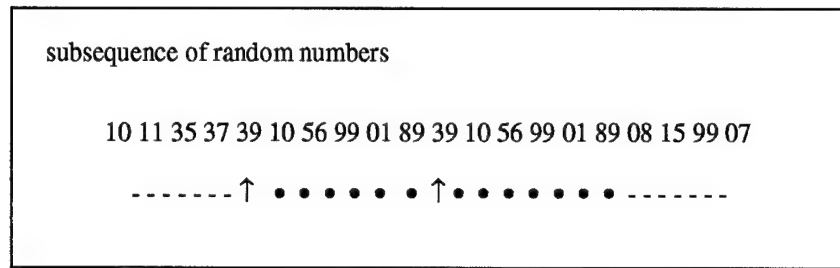 subsequence of random numbers
10 11 35 37 39 10 56 99 01 89 39 10 56 99 01 89 08 15 99 07
- - - - - - - ↑ • • • • • • ↑ • • • • • • • - - - - - - -